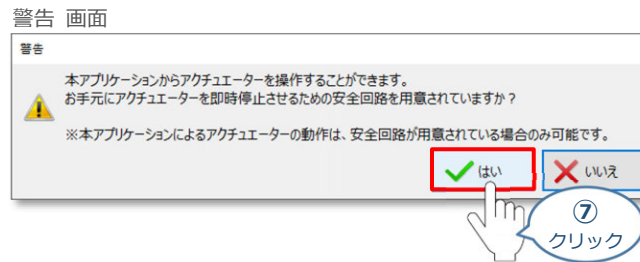 警告 画面
警告
本アプリケーションからアクチュエーターを操作することができます。
お手元にアクチュエーターを即時停止させるための安全回路を用意されていますか?
※本アプリケーションによるアクチュエーターの動作は、安全回路が用意されている場合のみ可能です。
はい
いいえ
⑦
クリック